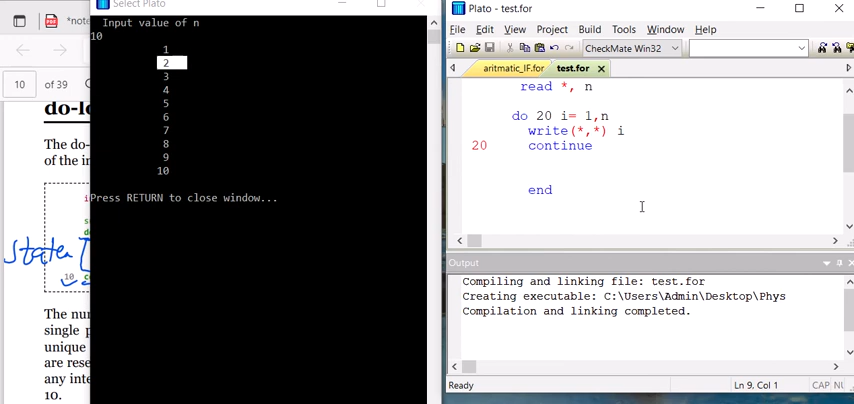 *note
10 of 39
do-lo
The do-
of the in
i
s
d
staten
10 c
The nu
single p
unique
are rese
any inte
10.
Select Plato
Input value of n
10
1
2
3
4
5
6
7
8
9
10
Press RETURN to close window...
Plato - test.for
File Edit View Project Build Tools Window Help
CheckMate Win32
aritmatic_IF.for test.for
read *, n
do 20 i= 1,n
write(*,*) i
20 continue
end
Output
Compiling and linking file: test.for
Creating executable: C:\Users\Admin\Desktop\Phys
Compilation and linking completed.
Ready Ln 9, Col 1 CAP NU